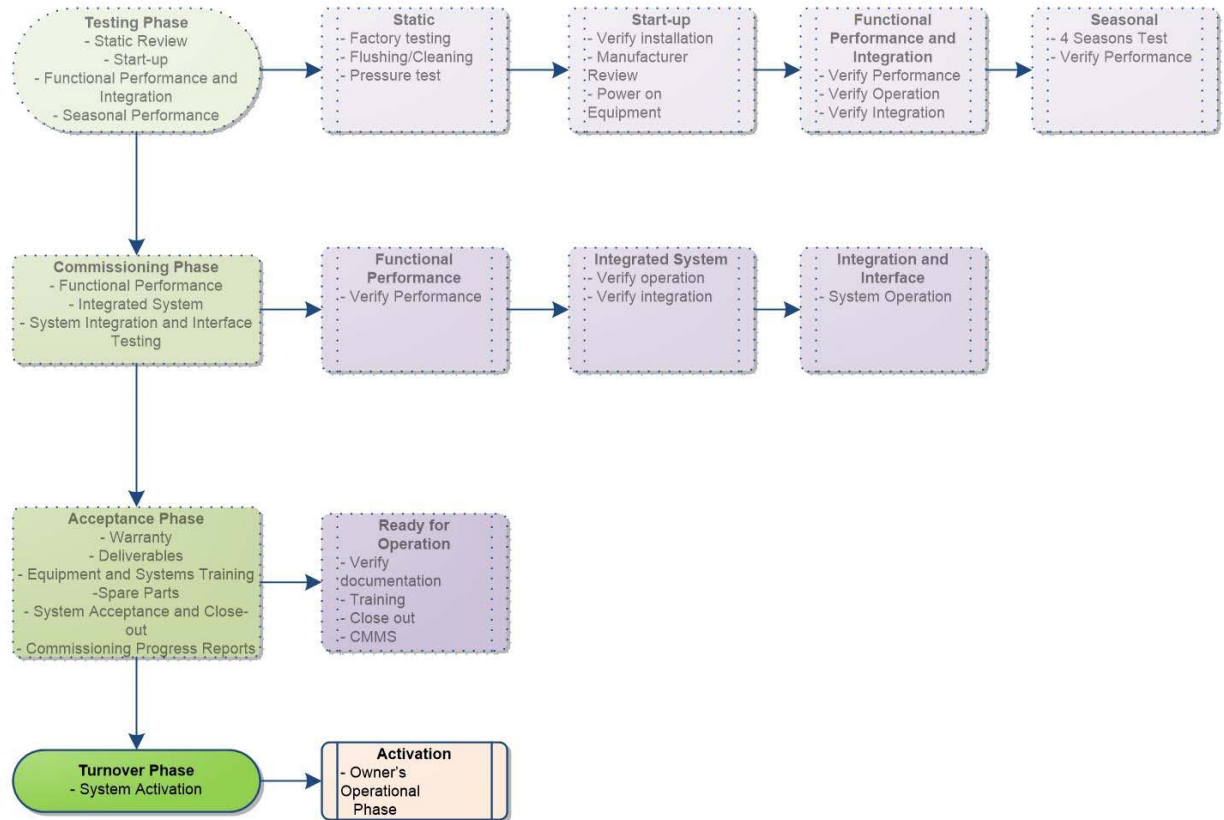 Testing Phase
- Static Review
- Start-up
- Functional Performance and
Integration
- Seasonal Performance
Static
- Factory testing
- Flushing/Cleaning
- Pressure test
Start-up
- Verify installation
- Manufacturer
Review
- Power on
Equipment
Functional
Performance and
Integration
- Verify Performance
- Verify Operation
- Verify Integration
Seasonal
- 4 Seasons Test
- Verify Performance
Commissioning Phase
- Functional Performance
- Integrated System
- System Integration and Interface
Testing
Functional
Performance
- Verify Performance
Integrated System
- Verify operation
- Verify integration
Integration and
Interface
- System Operation
Acceptance Phase
- Warranty
- Deliverables
- Equipment and Systems Training
-Spare Parts
- System Acceptance and Close-
out
- Commissioning Progress Reports
Ready for
Operation
- Verify
documentation
- Training
- Close out
- CMMS
Turnover Phase
- System Activation
Activation
- Owner's
Operational
Phase